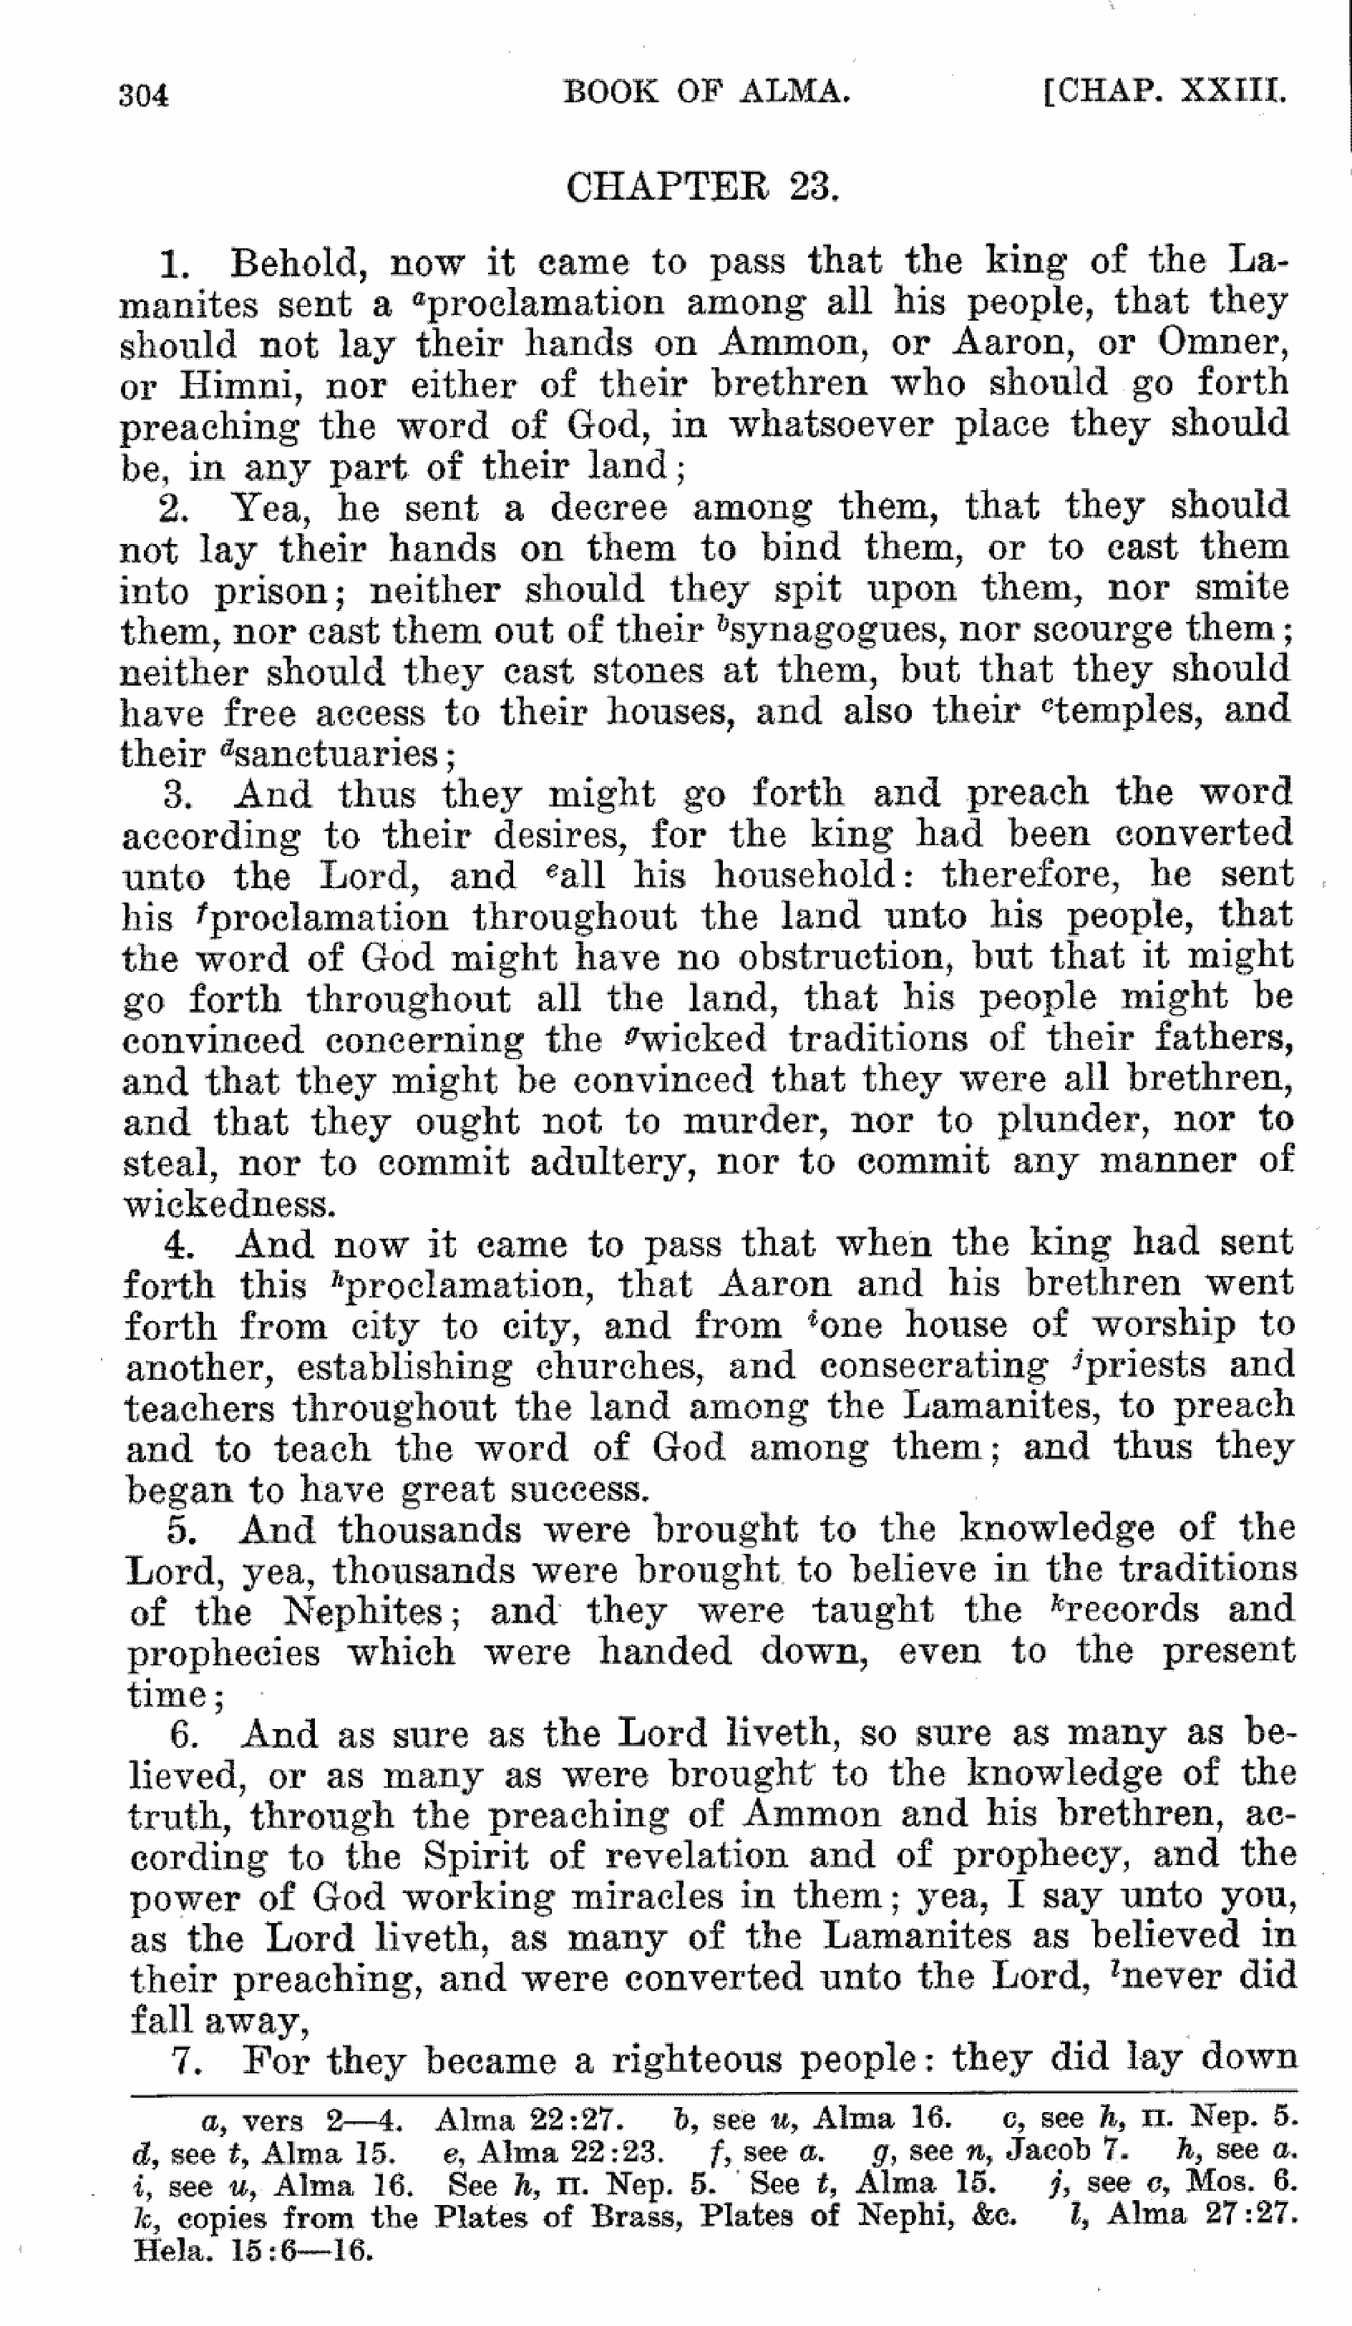 304 BOOK OF ALMA. [CHAP. XXIII.
CHAPTER 23.
1. Behold, now it came to pass that the king of the La-
manites sent a ᵃproclamation among all his people, that they
should not lay their hands on Ammon, or Aaron, or Omner,
or Himni, nor either of their brethren who should go forth
preaching the word of God, in whatsoever place they should
be, in any part of their land;
2. Yea, he sent a decree among them, that they should
not lay their hands on them to bind them, or to cast them
into prison; neither should they spit upon them, nor smite
them, nor cast them out of their ᵇsynagogues, nor scourge them;
neither should they cast stones at them, but that they should
have free access to their houses, and also their ᶜtemples, and
their ᵈsanctuaries;
3. And thus they might go forth and preach the word
according to their desires, for the king had been converted
unto the Lord, and ᵉall his household: therefore, he sent
his ᶠproclamation throughout the land unto his people, that
the word of God might have no obstruction, but that it might
go forth throughout all the land, that his people might be
convinced concerning the ᵍwicked traditions of their fathers,
and that they might be convinced that they were all brethren,
and that they ought not to murder, nor to plunder, nor to
steal, nor to commit adultery, nor to commit any manner of
wickedness.
4. And now it came to pass that when the king had sent
forth this ʰproclamation, that Aaron and his brethren went
forth from city to city, and from ⁱone house of worship to
another, establishing churches, and consecrating ʲpriests and
teachers throughout the land among the Lamanites, to preach
and to teach the word of God among them; and thus they
began to have great success.
5. And thousands were brought to the knowledge of the
Lord, yea, thousands were brought to believe in the traditions
of the Nephites; and they were taught the ᵏrecords and
prophecies which were handed down, even to the present
time;
6. And as sure as the Lord liveth, so sure as many as be-
lieved, or as many as were brought to the knowledge of the
truth, through the preaching of Ammon and his brethren, ac-
cording to the Spirit of revelation and of prophecy, and the
power of God working miracles in them; yea, I say unto you,
as the Lord liveth, as many of the Lamanites as believed in
their preaching, and were converted unto the Lord, ˡnever did
fall away,
7. For they became a righteous people: they did lay down
a, vers 2—4. Alma 22:27. b, see u, Alma 16. c, see h, II. Nep. 5.
d, see t, Alma 15. e, Alma 22:23. f, see a. g, see n, Jacob 7. h, see a.
i, see u, Alma 16. See h, II. Nep. 5. See t, Alma 15. j, see c, Mos. 6.
k, copies from the Plates of Brass, Plates of Nephi, &c. l, Alma 27:27.
Hela. 15:6—16.